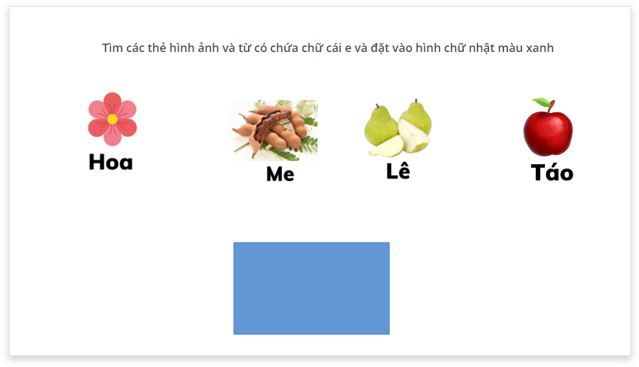 Tìm các thẻ hình ảnh và từ có chứa chữ cái e và đặt vào hình chữ nhật màu xanh
Hoa
Me
Lê
Táo